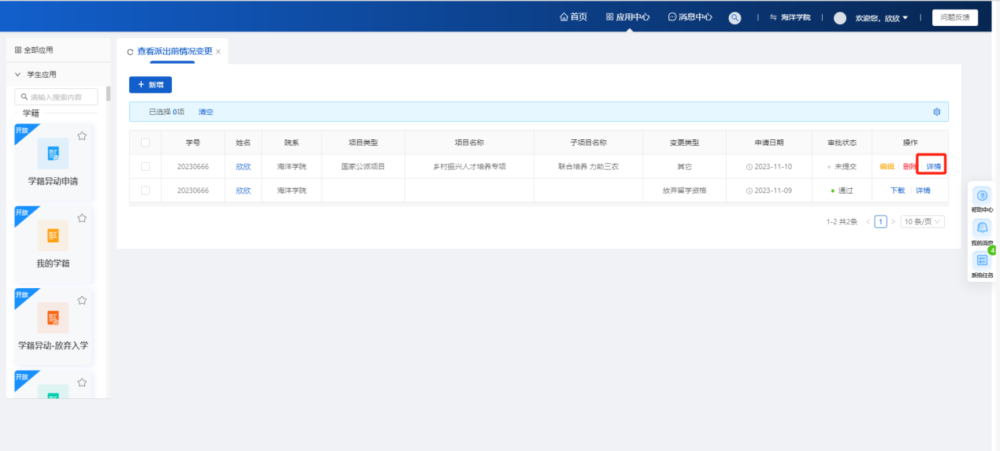 首页 应用中心 消息中心 海洋学院 欢迎您, 欣欣 问题反馈
全部应用
学生应用
请输入搜索内容
学籍
开放
学籍异动申请
开放
我的学籍
开放
学籍异动-放弃入学
开放
查看派出前情况变更 ×
+ 新增
已选择 0项 清空
学号 姓名 院系 项目类型 项目名称 子项目名称 变更类型 申请日期 审批状态 操作
20230666 欣欣 海洋学院 国家公派项目 乡村振兴人才培养专项 联合培养 力助三农 其它 2023-11-10 未提交 编辑 删除 详情
20230666 欣欣 海洋学院 放弃留学资格 2023-11-09 通过 下载 详情
1-2 共2条 < 1 > 10 条/页
帮助中心
我的消息
4
系统任务